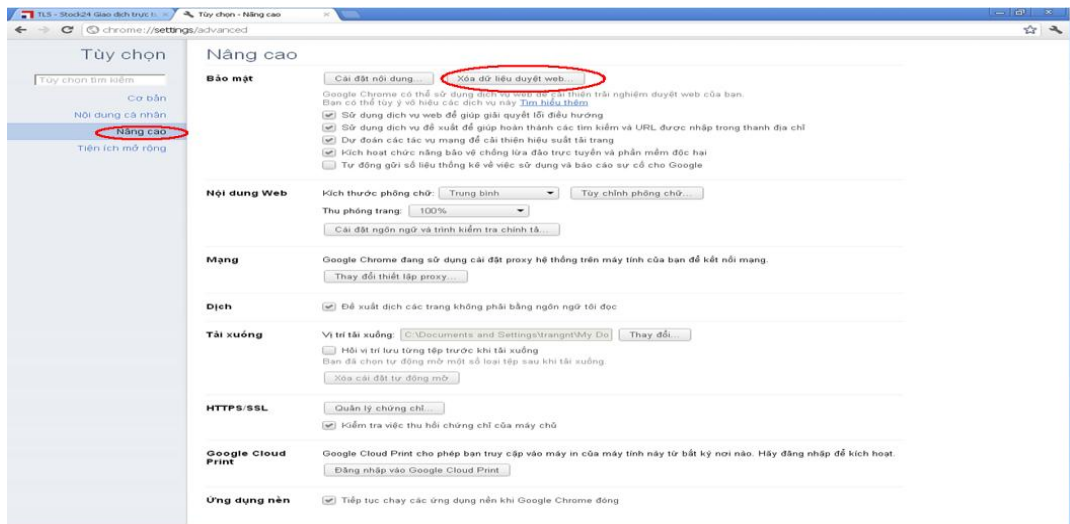 TLS - Stock24 Giao dịch trực t
Tùy chọn - Nâng cao
chrome://settings/advanced
Tùy chọn
Tùy chọn tìm kiếm
Cơ bản
Nội dung cá nhân
Nâng cao
Tiện ích mở rộng
Nâng cao
Bảo mật
Cài đặt nội dung... Xóa dữ liệu duyệt web...
Google Chrome có thể sử dụng dịch vụ web để cải thiện trải nghiệm duyệt web của bạn.
Bạn có thể tùy ý vô hiệu các dịch vụ này Tìm hiểu thêm
Sử dụng dịch vụ web để giúp giải quyết lỗi điều hướng
Sử dụng dịch vụ đề xuất để giúp hoàn thành các tìm kiếm và URL được nhập trong thanh địa chỉ
Dự đoán các tác vụ mạng để cải thiện hiệu suất tải trang
Kích hoạt chức năng bảo vệ chống lừa đảo trực tuyến và phần mềm độc hại
Tự động gửi số liệu thống kê về việc sử dụng và báo cáo sự cố cho Google
Nội dung Web
Kích thước phông chữ: Trung bình Tùy chỉnh phông chữ...
Thu phóng trang: 100%
Cài đặt ngôn ngữ và trình kiểm tra chính tả...
Mạng
Google Chrome đang sử dụng cài đặt proxy hệ thống trên máy tính của bạn để kết nối mạng.
Thay đổi thiết lập proxy...
Dịch
Đề xuất dịch các trang không phải bằng ngôn ngữ tôi đọc
Tải xuống
Vị trí tải xuống: C:\Documents and Settings\trangnt\My Do Thay đổi...
Hỏi vị trí lưu từng tệp trước khi tải xuống
Bạn đã chọn tự động mở một số loại tệp sau khi tải xuống.
Xóa cài đặt tự động mở
HTTPS/SSL
Quản lý chứng chỉ...
Kiểm tra việc thu hồi chứng chỉ của máy chủ
Google Cloud Print
Google Cloud Print cho phép bạn truy cập vào máy in của máy tính này từ bất kỳ nơi nào. Hãy đăng nhập để kích hoạt.
Đăng nhập vào Google Cloud Print
Ứng dụng nền
Tiếp tục chạy các ứng dụng nền khi Google Chrome đóng